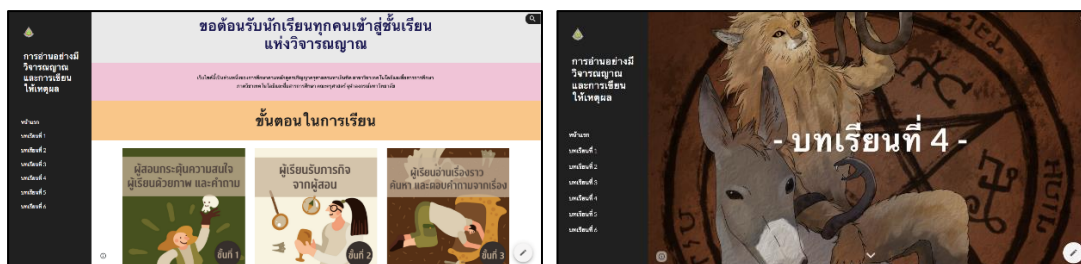 การอ่านอย่างมี
วิจารณญาณ
และการเขียน
ให้เหตุผล
หน้าแรก
บทเรียนที่ 1
บทเรียนที่ 2
บทเรียนที่ 3
บทเรียนที่ 4
บทเรียนที่ 5
บทเรียนที่ 6
ขอต้อนรับนักเรียนทุกคนเข้าสู่ชั้นเรียน
แห่งวิจารณญาณ
ขั้นตอนในการเรียน
ผู้สอนกระตุ้นความสนใจ
ผู้เรียนด้วยภาพ และคำถาม
ขั้นที่ 1
ผู้เรียนรับภารกิจ
จากผู้สอน
ขั้นที่ 2
ผู้เรียนอ่านเรื่องราว
ค้นหา และตอบคำถามจากเรื่อง
ขั้นที่ 3
การอ่านอย่างมี
วิจารณญาณ
และการเขียน
ให้เหตุผล
หน้าแรก
บทเรียนที่ 1
บทเรียนที่ 2
บทเรียนที่ 3
บทเรียนที่ 4
บทเรียนที่ 5
บทเรียนที่ 6
- บทเรียนที่ 4 -